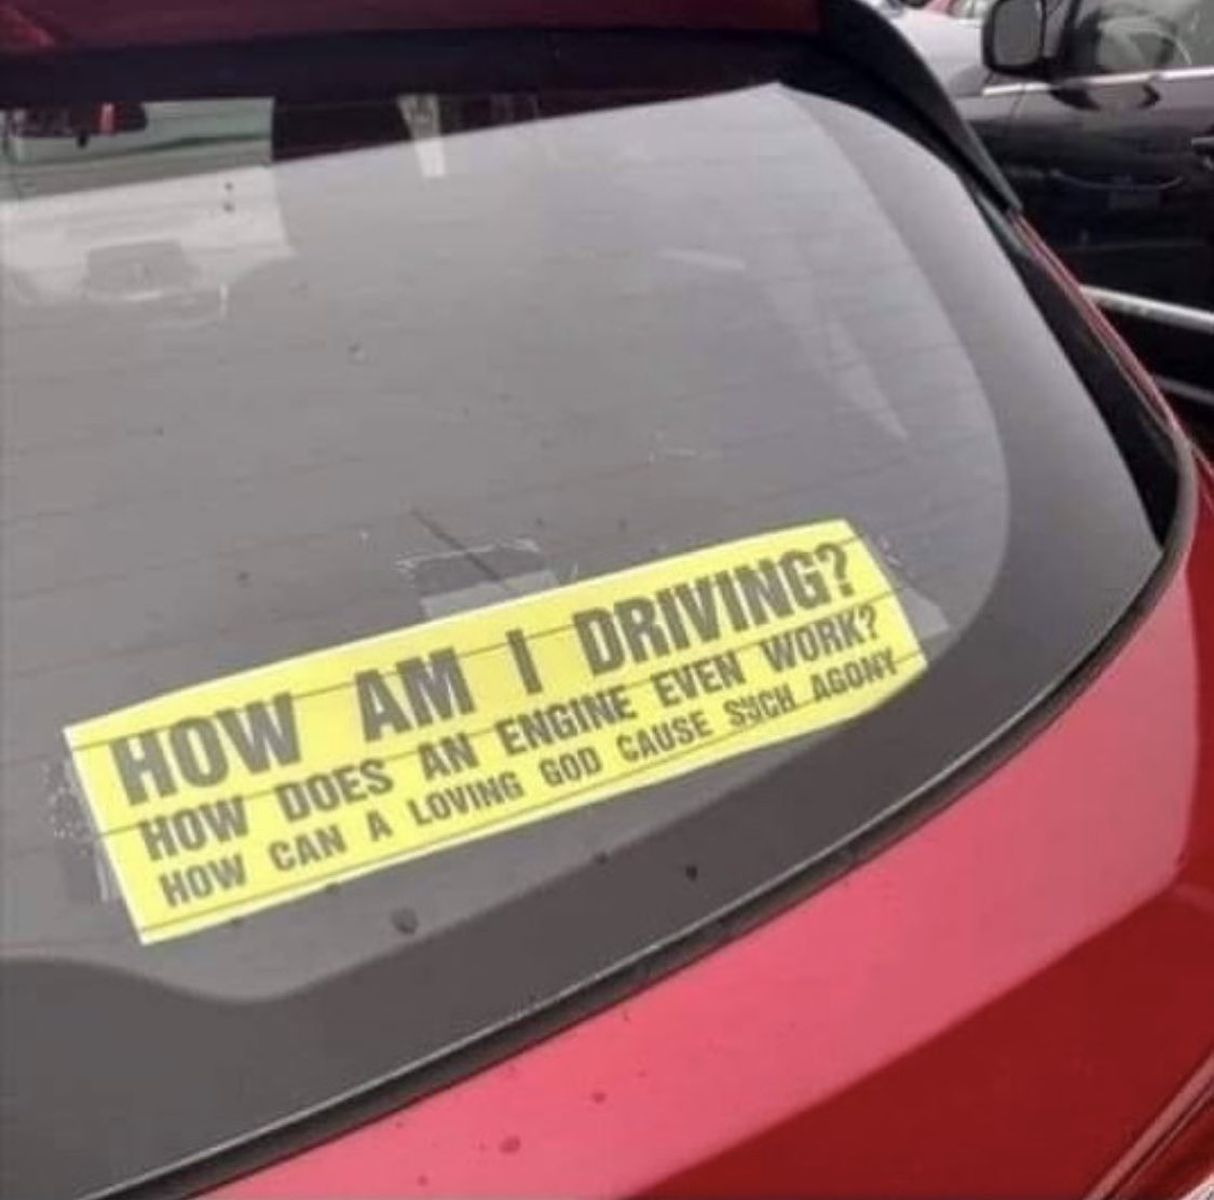 HOW AM I DRIVING?
HOW DOES AN ENGINE EVEN WORK?
HOW CAN A LOVING GOD CAUSE SUCH AGONY